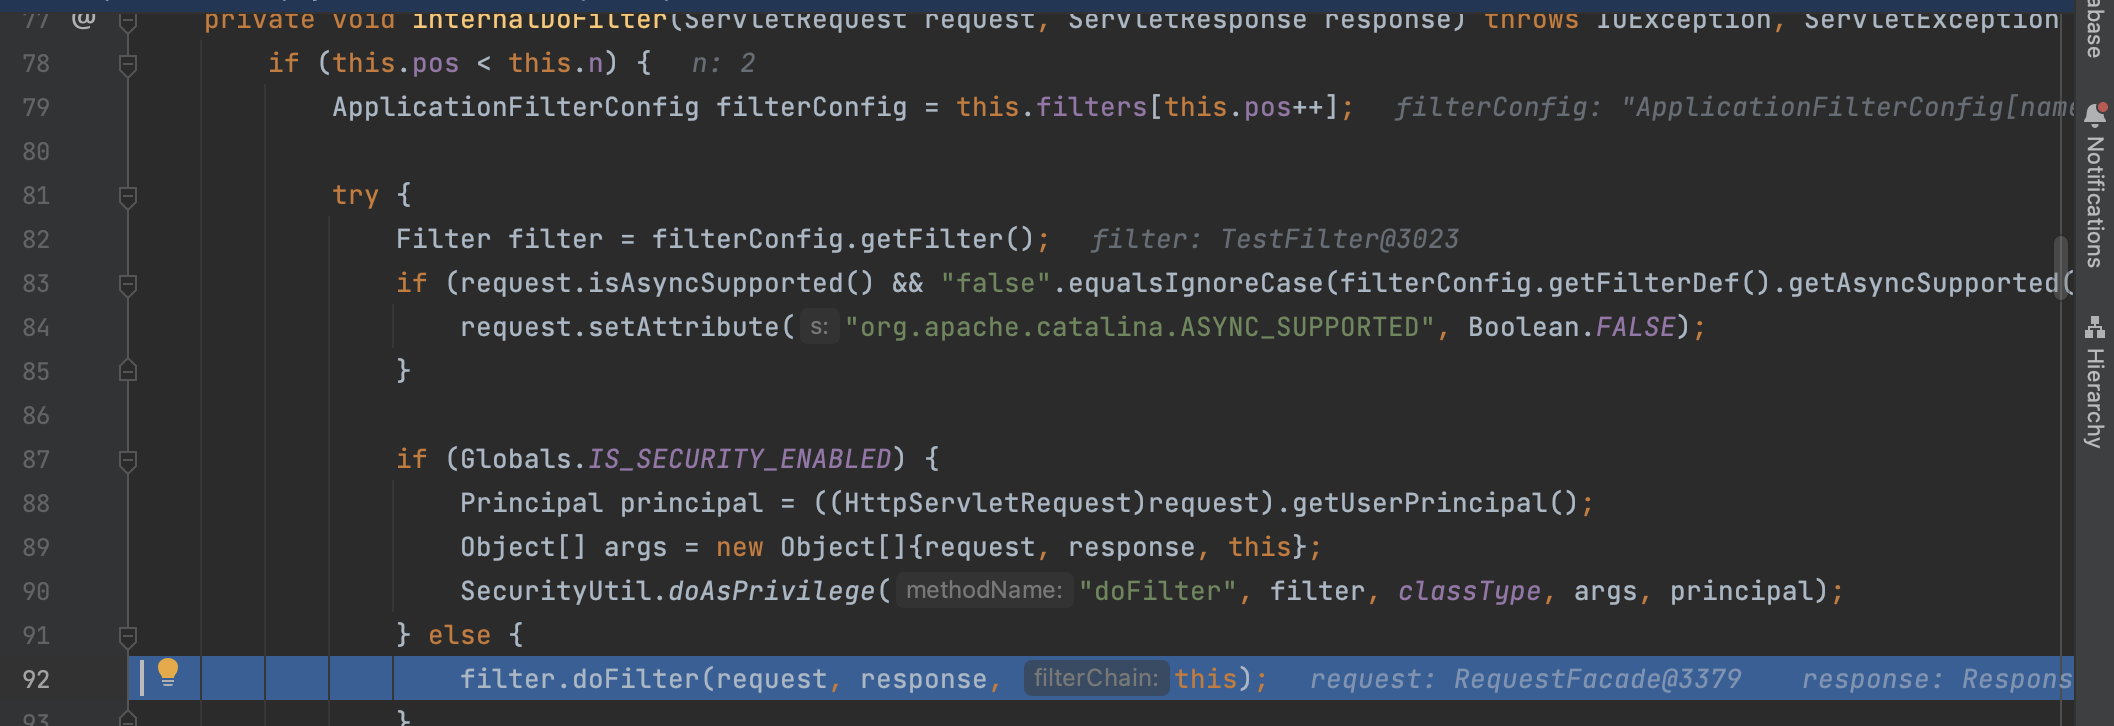 77 @ private void internalDoFilter(ServletRequest request, ServletResponse response) throws IOException, ServletException
78 if (this.pos < this.n) { n: 2
79 ApplicationFilterConfig filterConfig = this.filters[this.pos++]; filterConfig: "ApplicationFilterConfig[name
80
81 try {
82 Filter filter = filterConfig.getFilter(); filter: TestFilter@3023
83 if (request.isAsyncSupported() && "false".equalsIgnoreCase(filterConfig.getFilterDef().getAsyncSupported(
84 request.setAttribute( s: "org.apache.catalina.ASYNC_SUPPORTED", Boolean.FALSE);
85 }
86
87 if (Globals.IS_SECURITY_ENABLED) {
88 Principal principal = ((HttpServletRequest)request).getUserPrincipal();
89 Object[] args = new Object[]{request, response, this};
90 SecurityUtil.doAsPrivilege( methodName: "doFilter", filter, classType, args, principal);
91 } else {
92 filter.doFilter(request, response, filterChain: this); request: RequestFacade@3379 response: Respons
93 }
abase
Notifications
Hierarchy